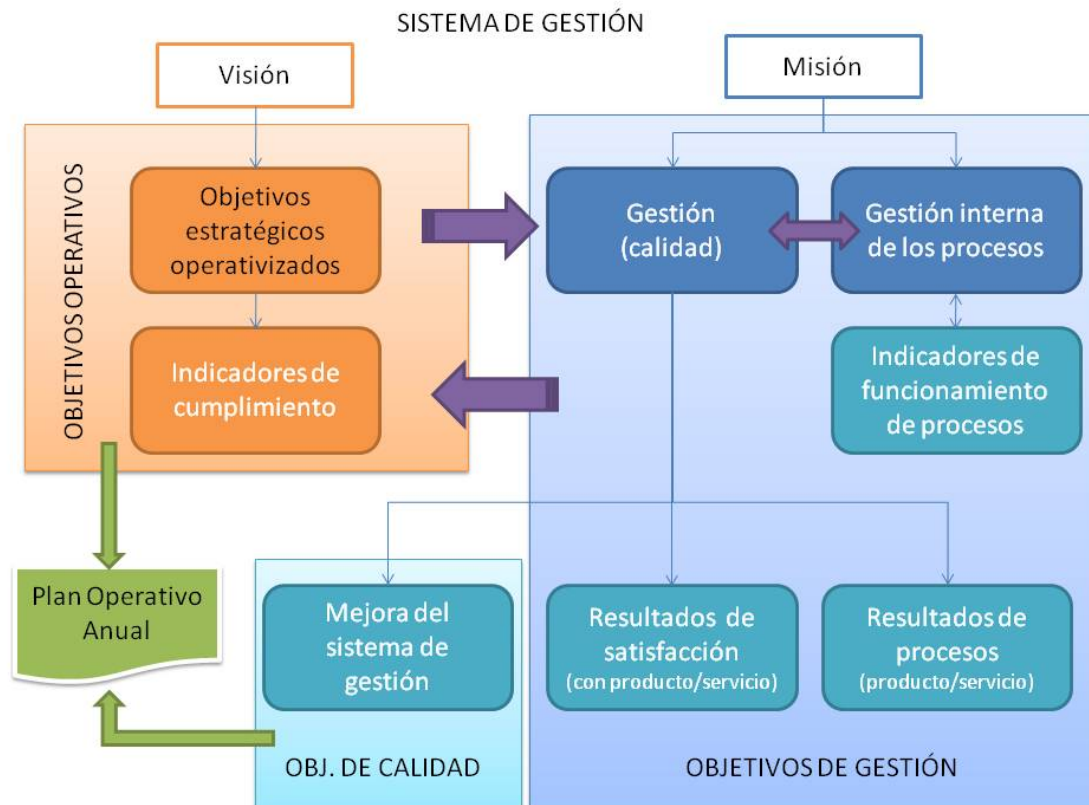 SISTEMA DE GESTIÓN
Visión
Misión
OBJETIVOS OPERATIVOS
Objetivos
estratégicos
operativizados
Gestión
(calidad)
Gestión interna
de los procesos
Indicadores de
cumplimiento
Indicadores de
funcionamiento
de procesos
Plan Operativo
Anual
Mejora del
sistema de
gestión
Resultados de
satisfacción
(con producto/servicio)
Resultados de
procesos
(producto/servicio)
OBJ. DE CALIDAD
OBJETIVOS DE GESTIÓN